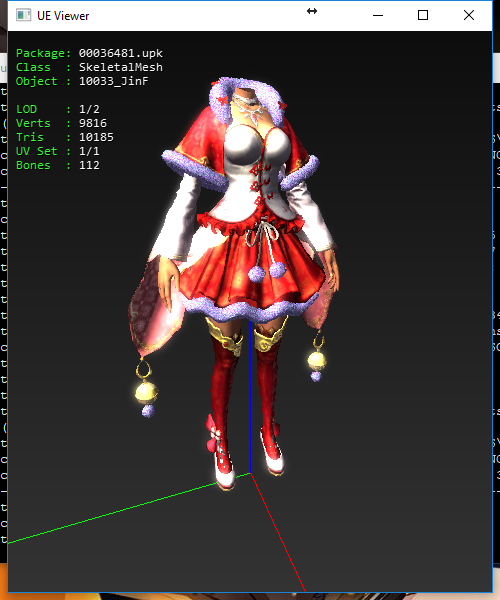 UE Viewer
Package: 00036481.upk
Class : SkeletalMesh
Object : 10033_JinF
LOD : 1/2
Verts : 9816
Tris : 10185
UV Set : 1/1
Bones : 112